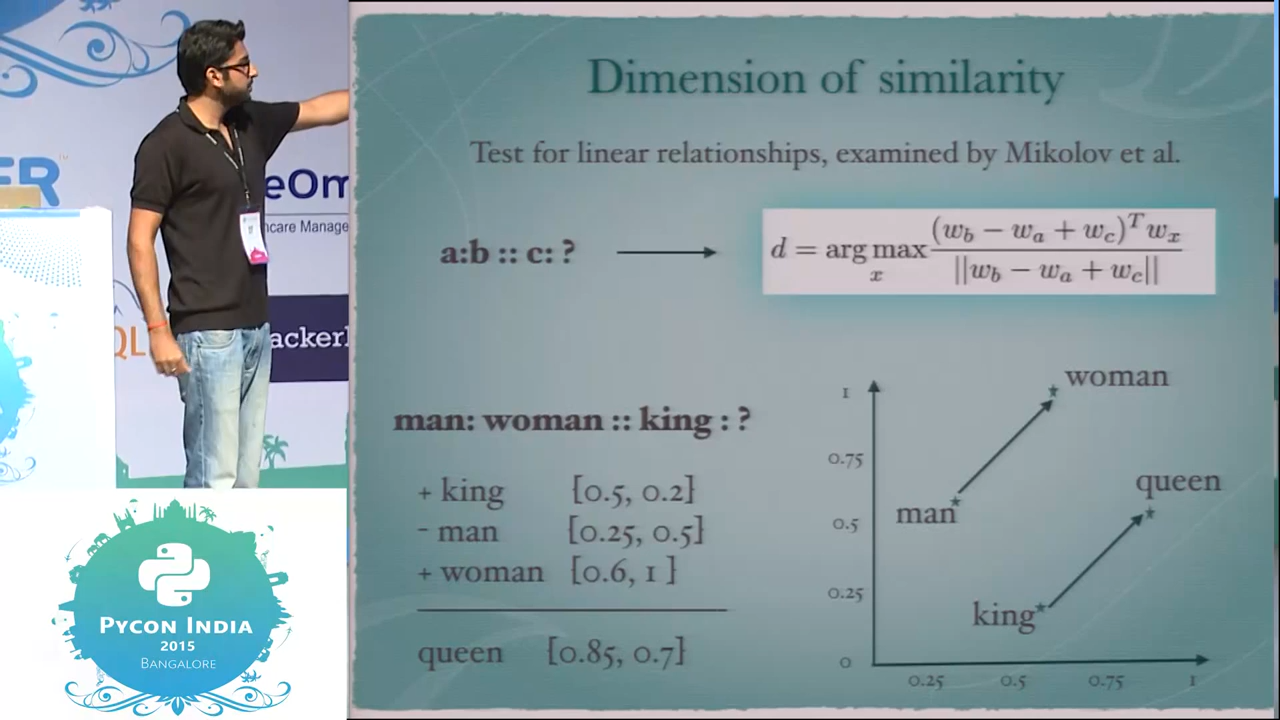 Dimension of similarity
Test for linear relationships, examined by Mikolov et al.
a:b :: c: ?
d = arg max_x (w_b − w_a + w_c)^T w_x / ||w_b − w_a + w_c||
man: woman :: king : ?
+ king [0.5, 0.2]
- man [0.25, 0.5]
+ woman [0.6, 1 ]
queen [0.85, 0.7]
1
0.75
0.5
0.25
0
0.25
0.5
0.75
1
woman
man
queen
king
ER
eOm
care Manage
QL
acker
PYCON INDIA
2015
BANGALORE